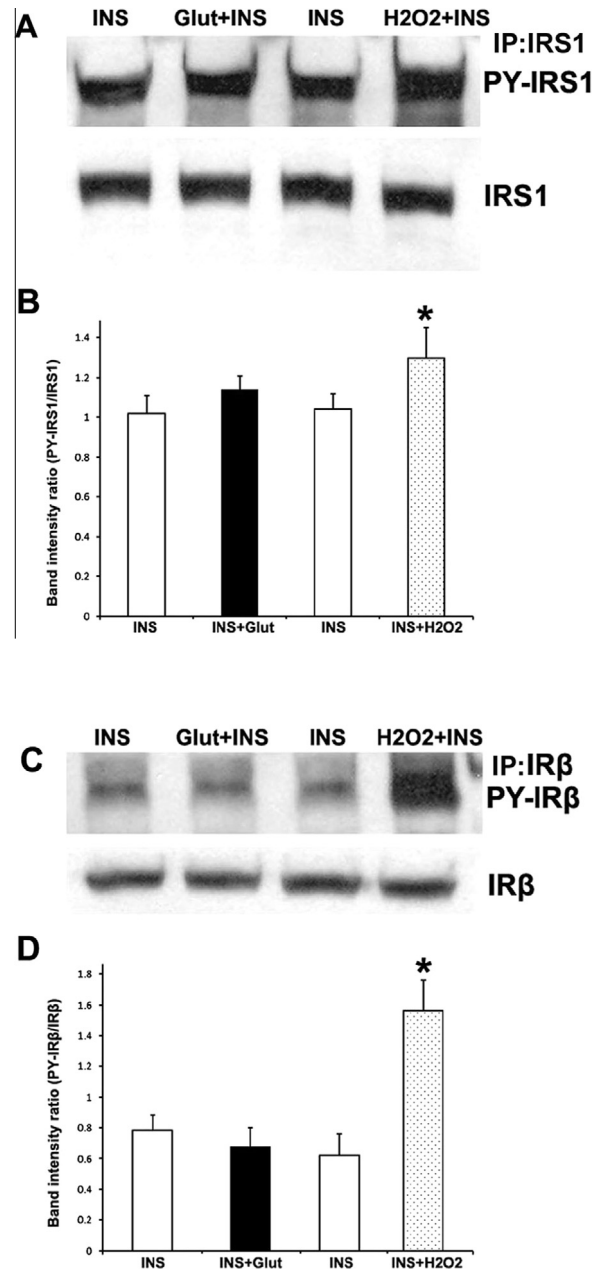 A
INS Glut+INS INS H2O2+INS
IP:IRS1
PY-IRS1
IRS1
B
*
Band intensity ratio (PY-IRS1/IRS1)
1.4
1.2
1
0.8
0.6
0.4
0.2
0
INS INS+Glut INS INS+H2O2
INS Glut+INS INS H2O2+INS
C
IP:IRβ
PY-IRβ
IRβ
D
*
Band intensity ratio (PY-IRβ/IRβ)
1.8
1.6
1.4
1.2
1
0.8
0.6
0.4
0.2
0
INS INS+Glut INS INS+H2O2